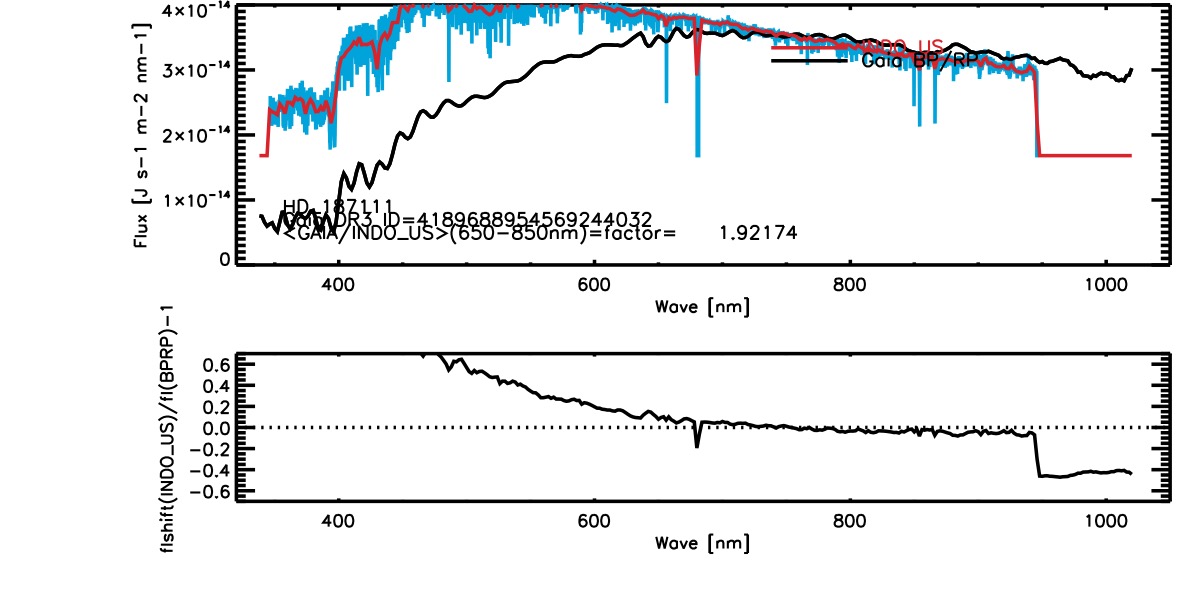 4×10−14
3×10−14
2×10−14
1×10−14
0
Flux [J s−1 m−2 nm−1]
INDO_US
Gaia BP/RP
HD 187111
Gaia DR3 ID=4189688954569244032
<GAIA/INDO_US>(650−850nm)=factor= 1.92174
400 600 800 1000
Wave [nm]
flshift(INDO_US)/fl(BPRP)−1
0.6
0.4
0.2
0.0
−0.2
−0.4
−0.6
400 600 800 1000
Wave [nm]